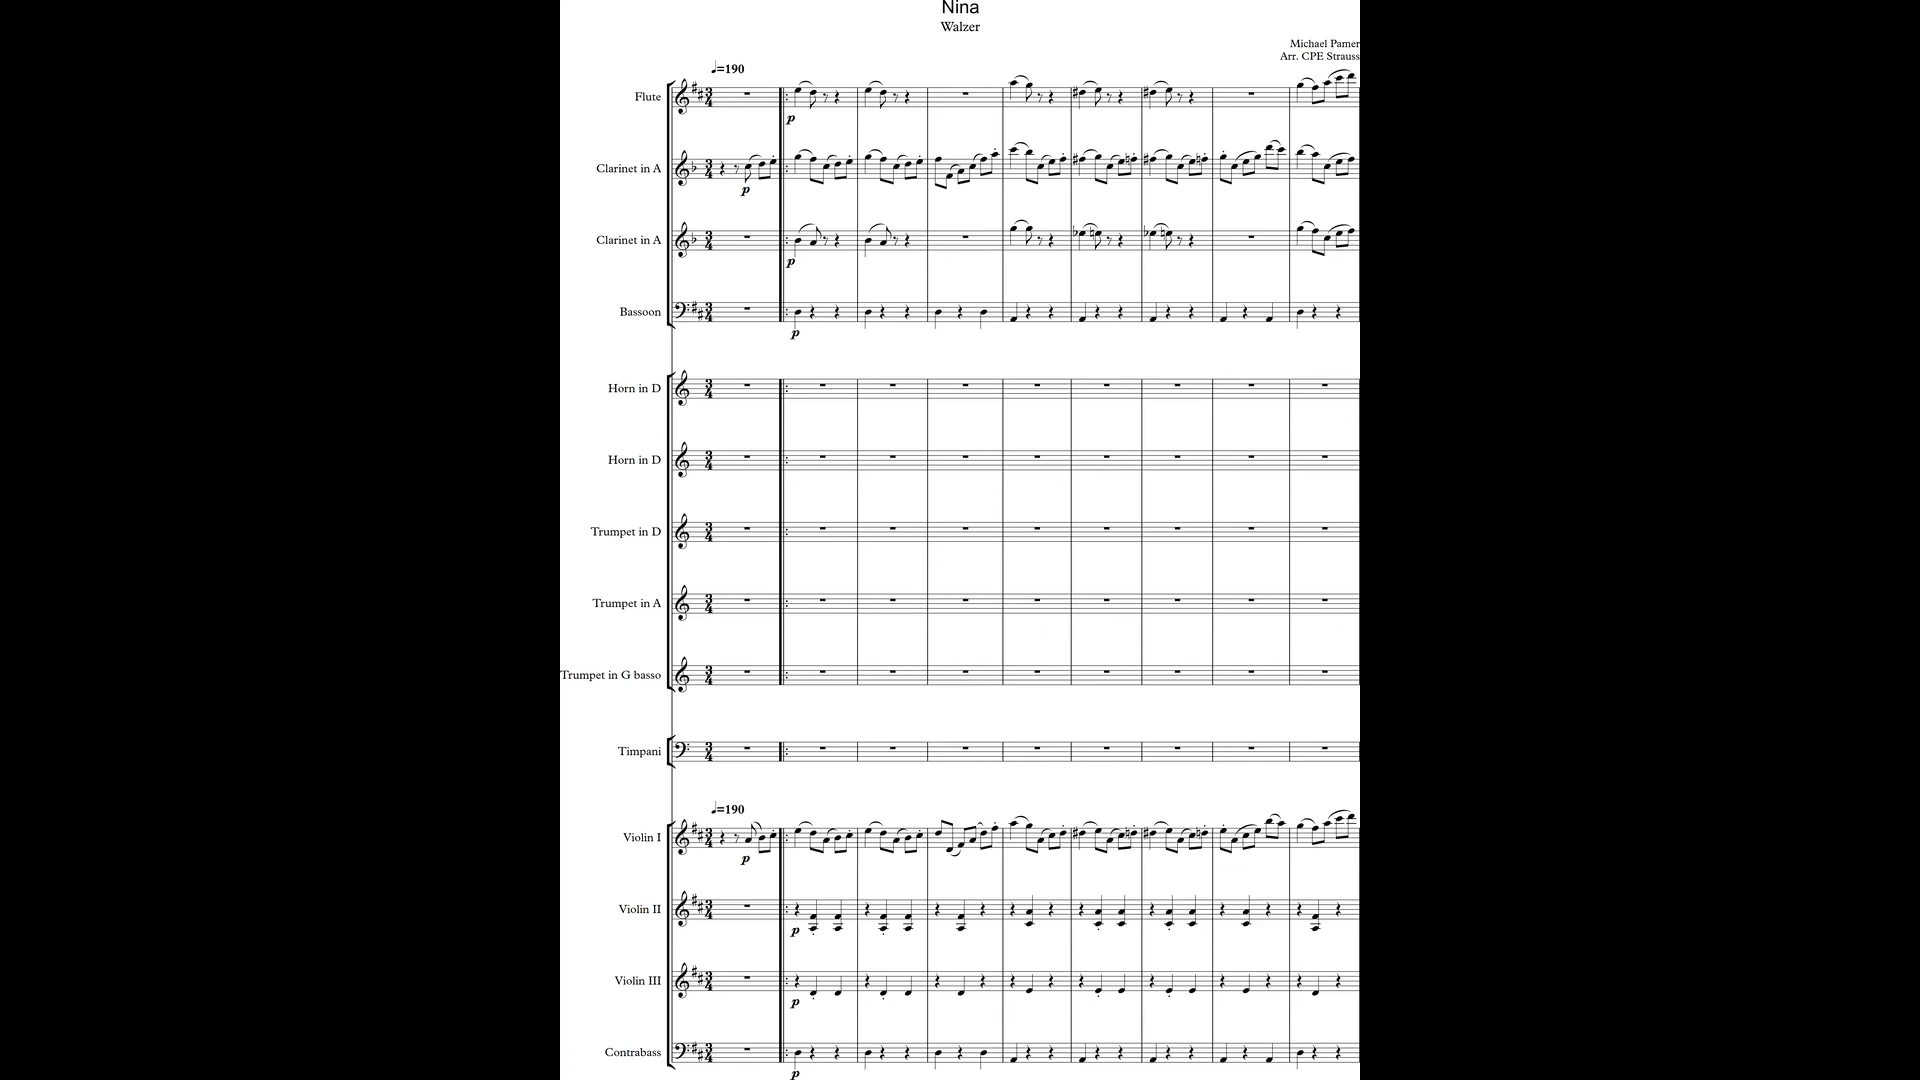 Nina
Walzer
Michael Pamer
Arr. CPE Strauss
♩=190
Flute
p
Clarinet in A
p
Clarinet in A
p
Bassoon
p
Horn in D
Horn in D
Trumpet in D
Trumpet in A
Trumpet in G basso
Timpani
♩=190
Violin I
p
Violin II
p
Violin III
p
Contrabass
p